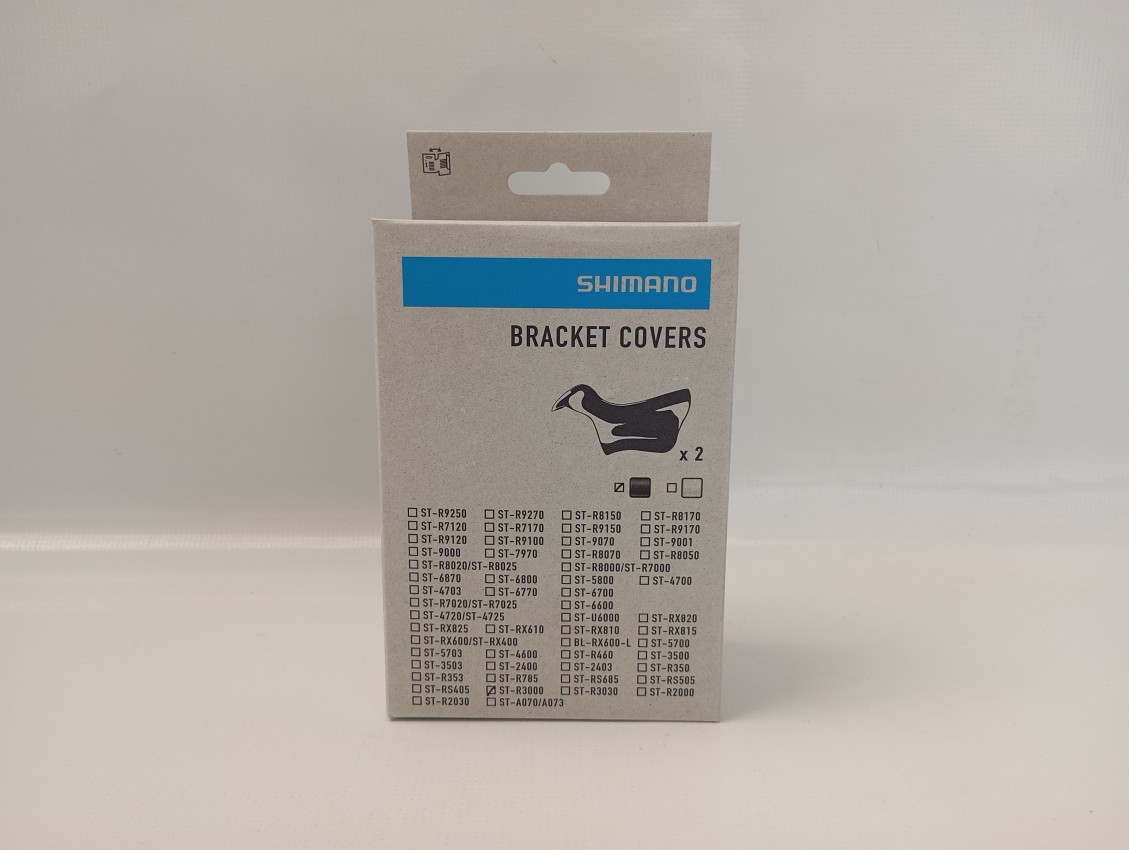 SHIMANO
BRACKET COVERS
x 2
ST-R9250 ST-R9270 ST-R8150 ST-R8170
ST-R7120 ST-R7170 ST-R9150 ST-R9170
ST-R9120 ST-R9100 ST-9070 ST-9001
ST-9000 ST-7970 ST-R8070 ST-R8050
ST-R8020/ST-R8025 ST-R8000/ST-R7000
ST-6870 ST-6800 ST-5800 ST-4700
ST-4703 ST-6770 ST-6700
ST-R7020/ST-R7025 ST-6600
ST-4720/ST-4725 ST-U6000 ST-RX820
ST-RX825 ST-RX610 ST-RX810 ST-RX815
ST-RX600/ST-RX400 BL-RX600-L ST-5700
ST-5703 ST-4600 ST-R460 ST-3500
ST-3503 ST-2400 ST-2403 ST-R350
ST-R353 ST-R785 ST-RS685 ST-RS505
ST-RS405 ST-R3000 ST-R3030 ST-R2000
ST-R2030 ST-A070/A073